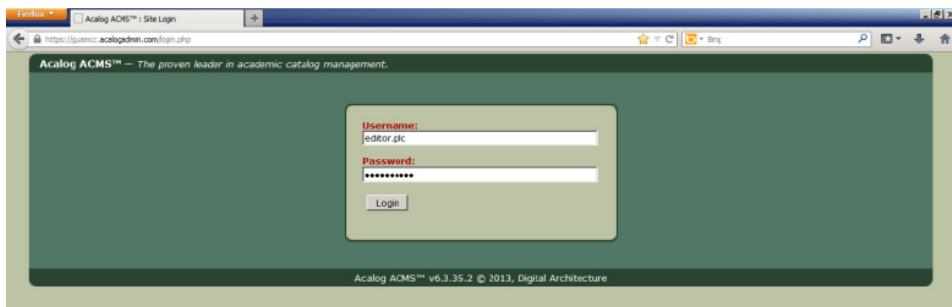 Firefox
Acalog ACMS™ : Site Login
https://guamcc.acalogadmin.com/login.php
Bing
Acalog ACMS™ — The proven leader in academic catalog management.
Username:
editor.plc
Password:
••••••••••
Login
Acalog ACMS™ v6.3.35.2 © 2013, Digital Architecture